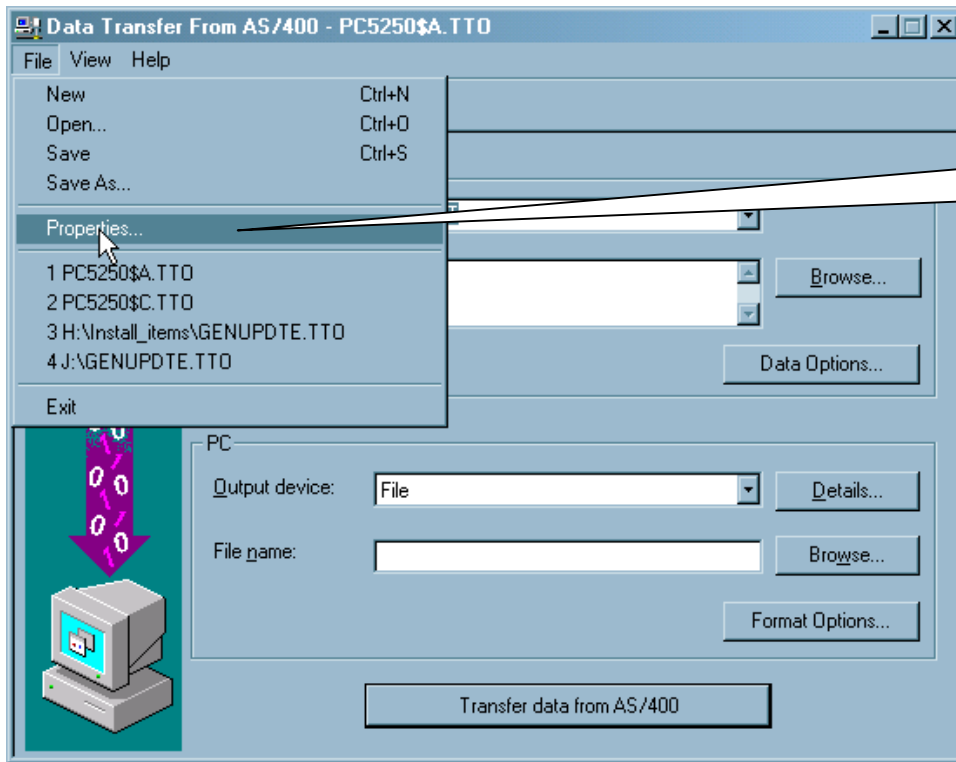 Data Transfer From AS/400 - PC5250$A.TTO
File View Help
New Ctrl+N
Open... Ctrl+O
Save Ctrl+S
Save As...
Properties...
1 PC5250$A.TTO
2 PC5250$C.TTO
3 H:\Install_items\GENUPDTE.TTO
4 J:\GENUPDTE.TTO
Exit
Browse...
Data Options...
PC
Output device: File Details...
File name: Browse...
Format Options...
Transfer data from AS/400